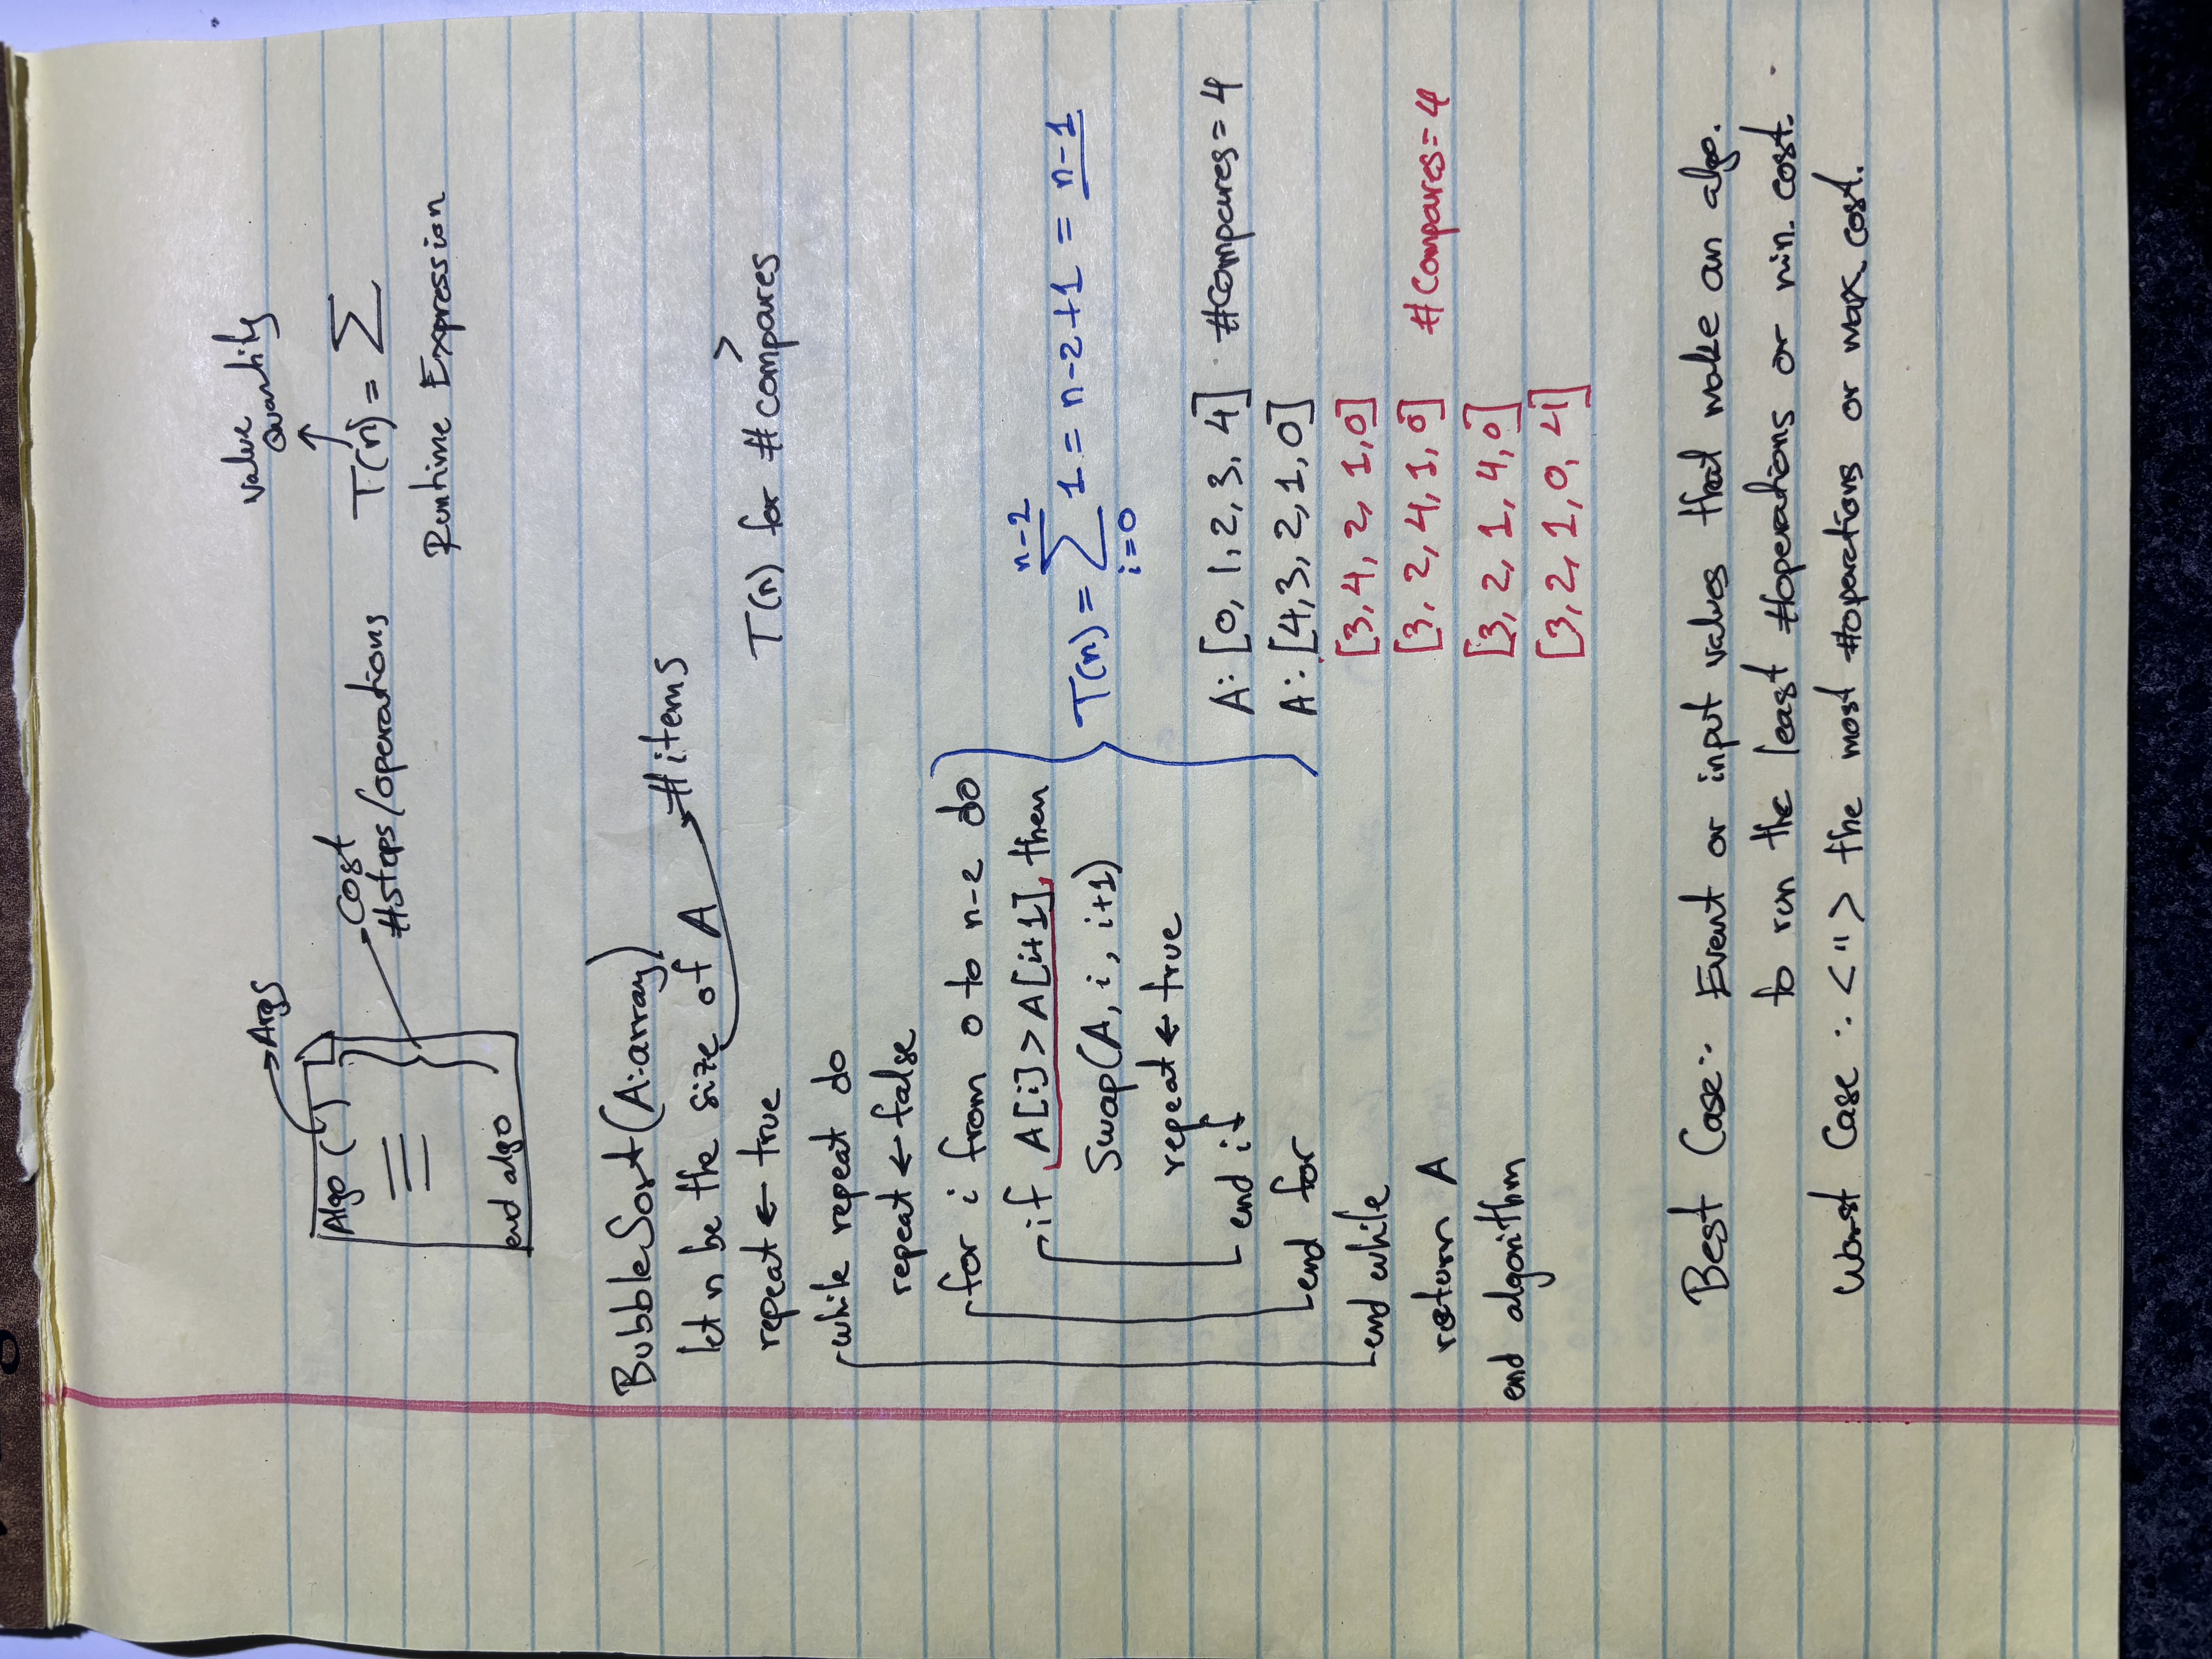 Args
Algo ( )
end algo
cost
#steps/operations
value
Quantity
T(n) = Σ
Runtime Expression
BubbleSort(A:array)
let n be the size of A
#items
repeat ← true
>
T(n) for #compares
while repeat do
repeat ← false
for i from 0 to n-2 do
if A[i] > A[i+1], then
Swap(A, i, i+1)
repeat ← true
end if
end for
end while
return A
end algorithm
n-2
T(n) = Σ 1 = n-2+1 = n-1
i=0
A: [0, 1, 2, 3, 4] #Compares = 4
A: [4, 3, 2, 1, 0]
[3, 4, 2, 1, 0]
[3, 2, 4, 1, 0] #Compares = 4
[3, 2, 1, 4, 0]
[3, 2, 1, 0, 4]
Best Case: Event or input values that make an algo.
to run the least #operations or min. cost.
Worst Case: <"> the most #operations or max. cost.